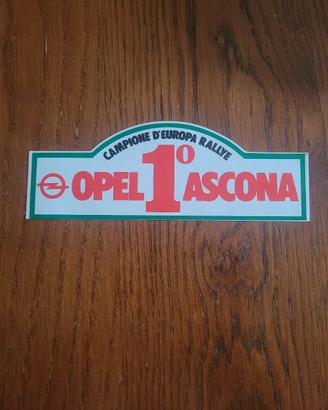 CAMPIONE D'EUROPA RALLYE
OPEL 1º ASCONA